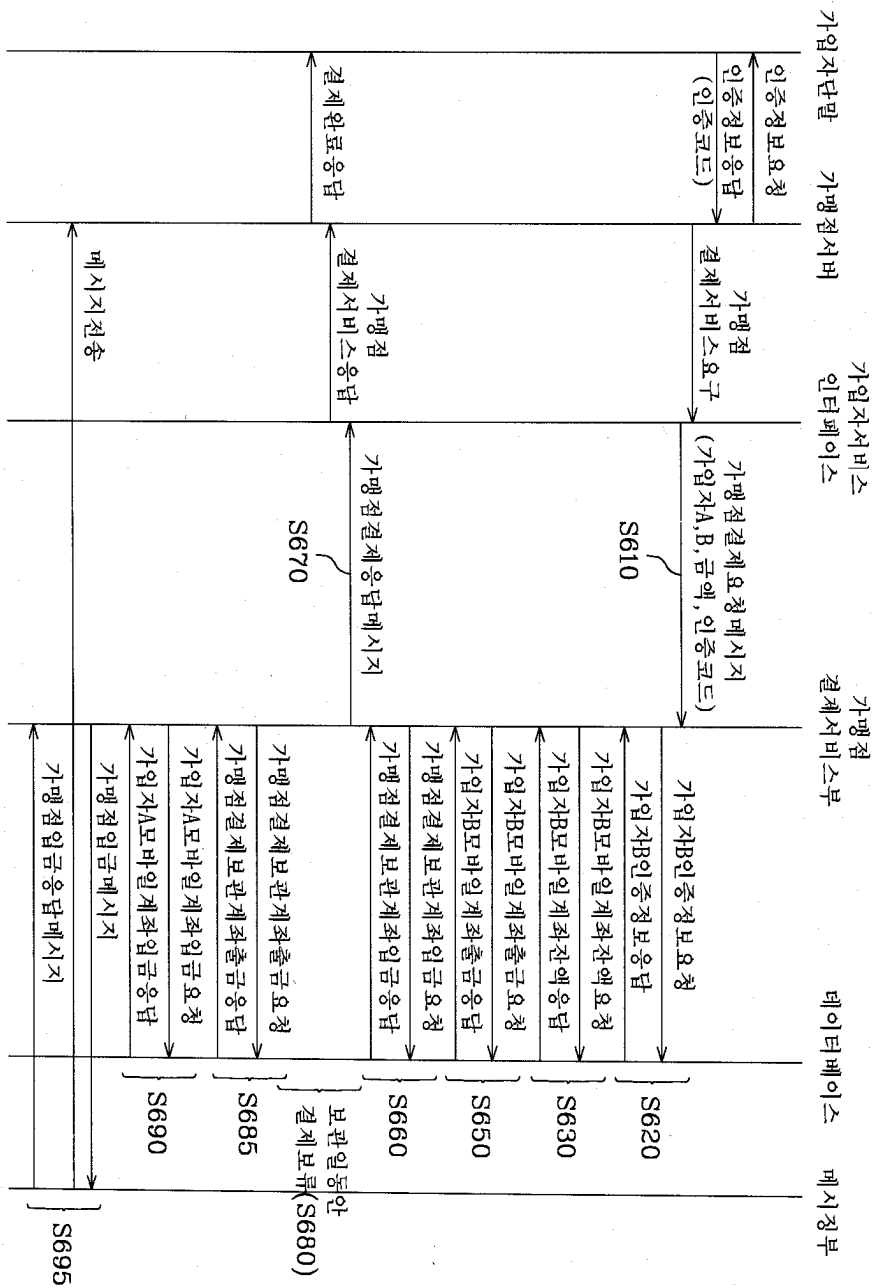 가입자단말
가맹점서버
가입자서비스
인터페이스
가맹점
결제서비스부
데이터베이스
메시징부
인증정보요청
인증정보응답
(인증코드)
가맹점
결제서비스요구
가맹점결제요청메시지
(가입자A,B,금액,인증코드)
S610
가입자B인증정보요청
가입자B인증정보응답
S620
가입자B모바일계좌잔액요청
가입자B모바일계좌잔액응답
S630
가입자B모바일계좌출금요청
가입자B모바일계좌출금응답
S650
가맹점결제보관계좌입금요청
가맹점결제보관계좌입금응답
S660
가맹점결제응답메시지
S670
가맹점
결제서비스응답
결제완료응답
보관일동안
결제보류(S680)
가맹점결제보관계좌출금요청
가맹점결제보관계좌출금응답
S685
가입자A모바일계좌입금요청
가입자A모바일계좌입금응답
S690
가맹점입금메시지
메시지전송
가맹점입금응답메시지
S695